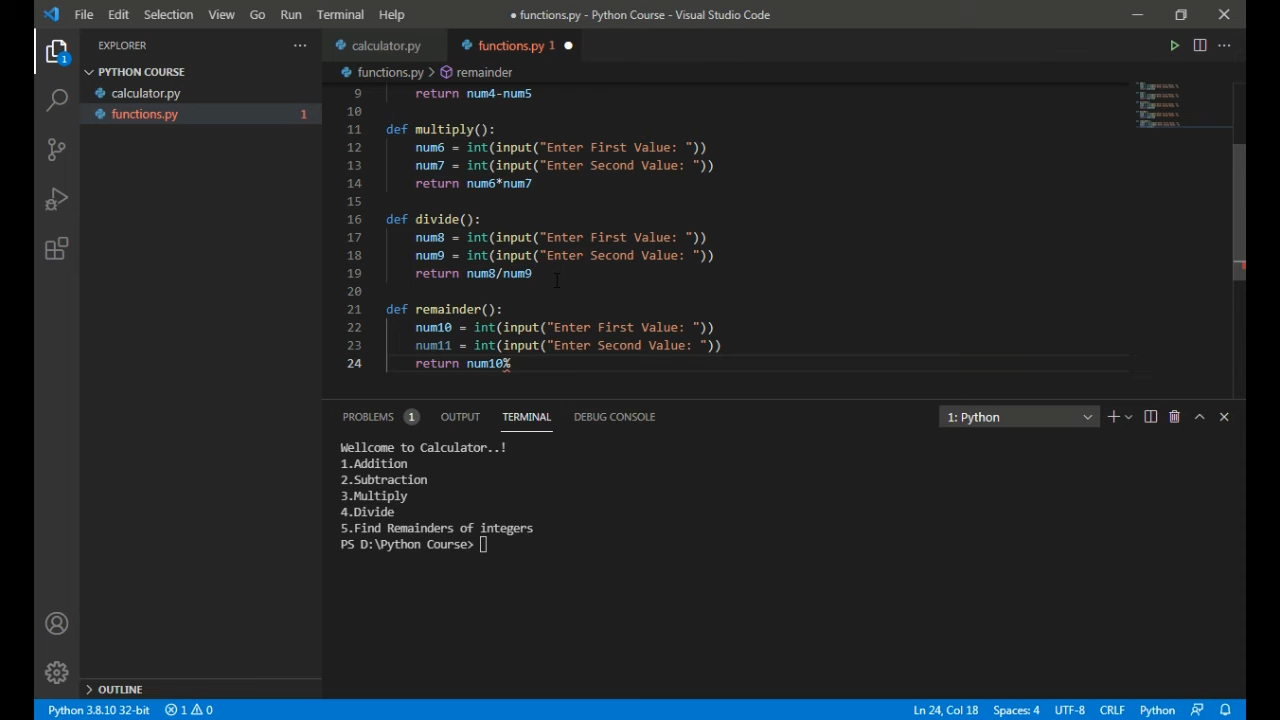 File Edit Selection View Go Run Terminal Help ● functions.py - Python Course - Visual Studio Code
EXPLORER
PYTHON COURSE
calculator.py
functions.py 1
OUTLINE
1
calculator.py functions.py 1
functions.py > remainder
9 return num4-num5
10
11 def multiply():
12 num6 = int(input("Enter First Value: "))
13 num7 = int(input("Enter Second Value: "))
14 return num6*num7
15
16 def divide():
17 num8 = int(input("Enter First Value: "))
18 num9 = int(input("Enter Second Value: "))
19 return num8/num9
20
21 def remainder():
22 num10 = int(input("Enter First Value: "))
23 num11 = int(input("Enter Second Value: "))
24 return num10%
PROBLEMS 1 OUTPUT TERMINAL DEBUG CONSOLE 1: Python
Wellcome to Calculator..!
1.Addition
2.Subtraction
3.Multiply
4.Divide
5.Find Remainders of integers
PS D:\Python Course>
Python 3.8.10 32-bit 1 0 Ln 24, Col 18 Spaces: 4 UTF-8 CRLF Python